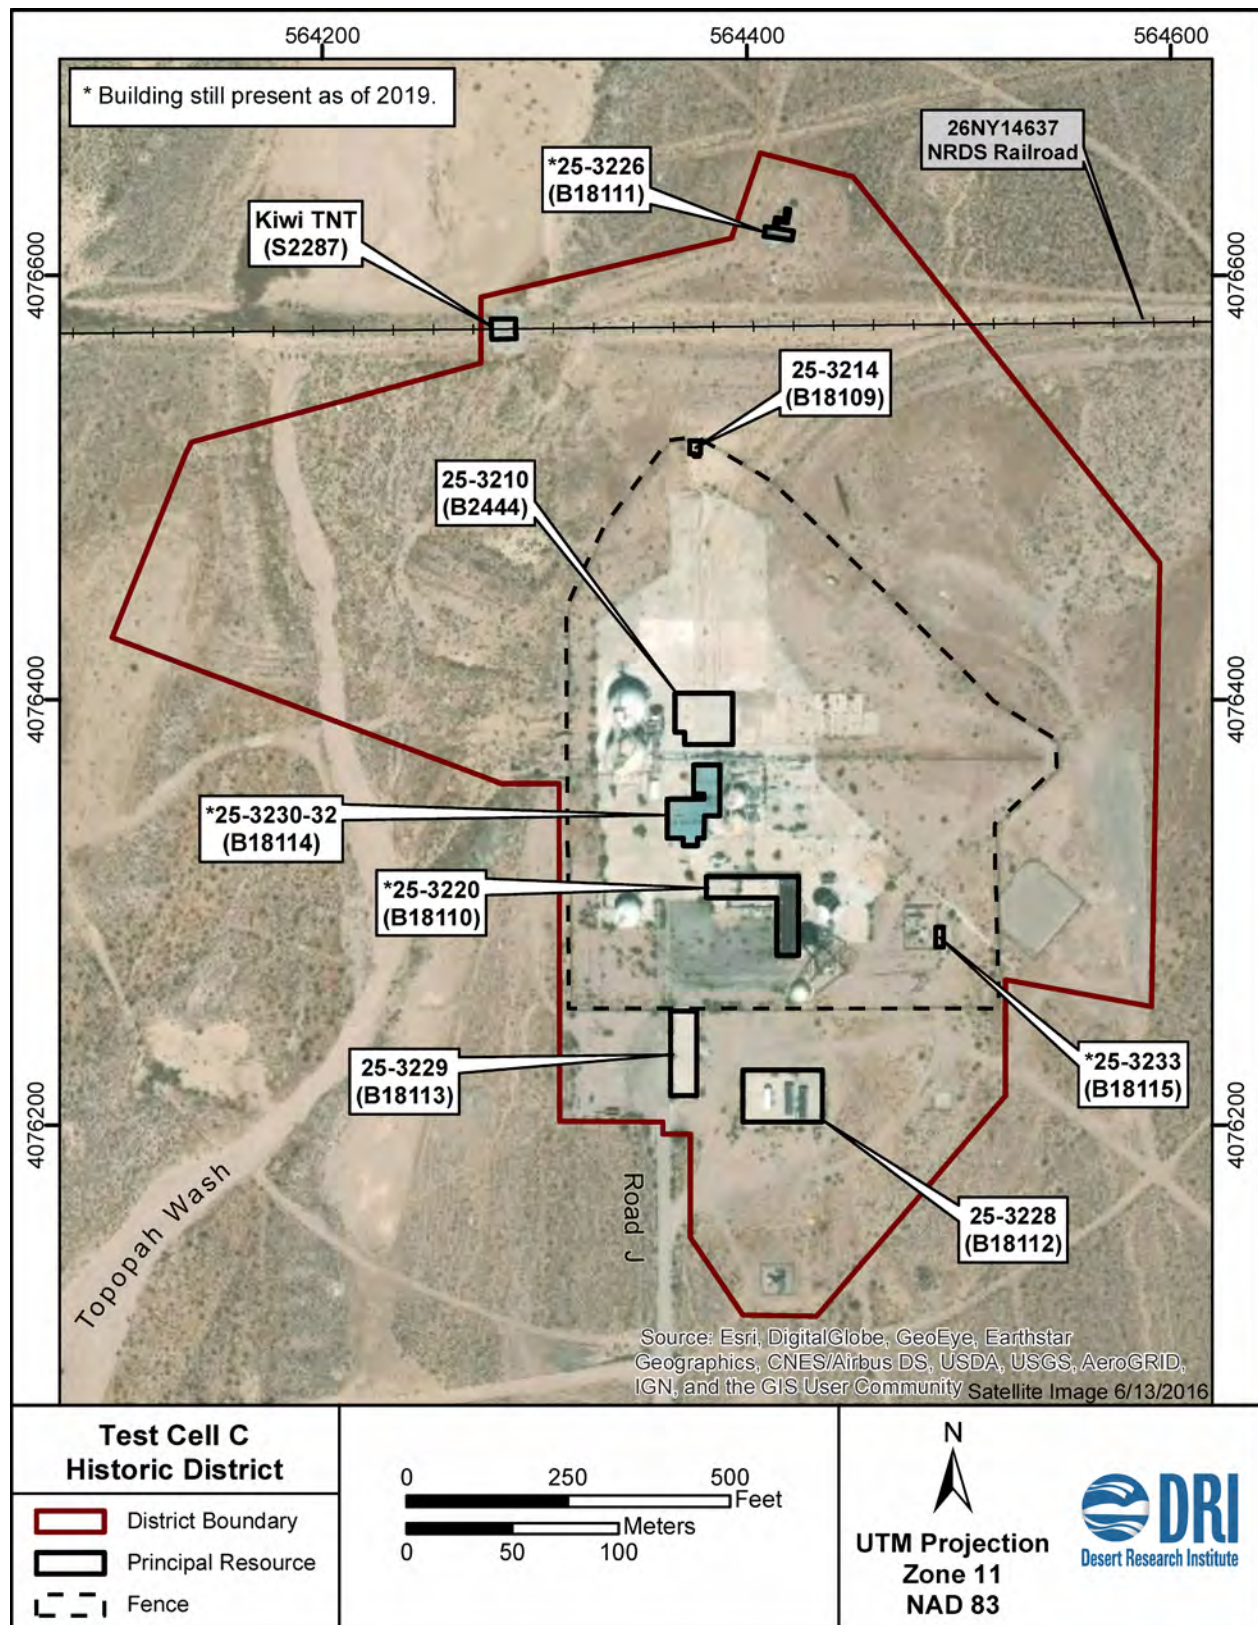 564200
564400
564600
* Building still present as of 2019.
26NY14637
NRDS Railroad
*25-3226
(B18111)
Kiwi TNT
(S2287)
4076600
4076600
25-3214
(B18109)
25-3210
(B2444)
4076400
4076400
*25-3230-32
(B18114)
*25-3220
(B18110)
25-3229
(B18113)
*25-3233
(B18115)
4076200
4076200
Topopah Wash
Road J
25-3228
(B18112)
Source: Esri, DigitalGlobe, GeoEye, Earthstar
Geographics, CNES/Airbus DS, USDA, USGS, AeroGRID,
IGN, and the GIS User Community
Satellite Image 6/13/2016
Test Cell C
Historic District
District Boundary
Principal Resource
Fence
0 250 500
Feet
Meters
0 50 100
N
UTM Projection
Zone 11
NAD 83
DRI
Desert Research Institute